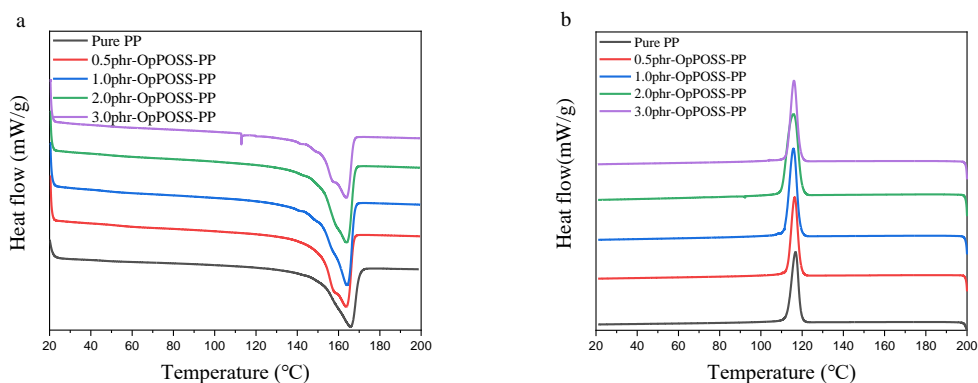 a
Pure PP
0.5phr-OpPOSS-PP
1.0phr-OpPOSS-PP
2.0phr-OpPOSS-PP
3.0phr-OpPOSS-PP
Heat flow (mW/g)
20 40 60 80 100 120 140 160 180 200
Temperature (℃)
b
Pure PP
0.5phr-OpPOSS-PP
1.0phr-OpPOSS-PP
2.0phr-OpPOSS-PP
3.0phr-OpPOSS-PP
Heat flow(mW/g)
20 40 60 80 100 120 140 160 180 200
Temperature (℃)